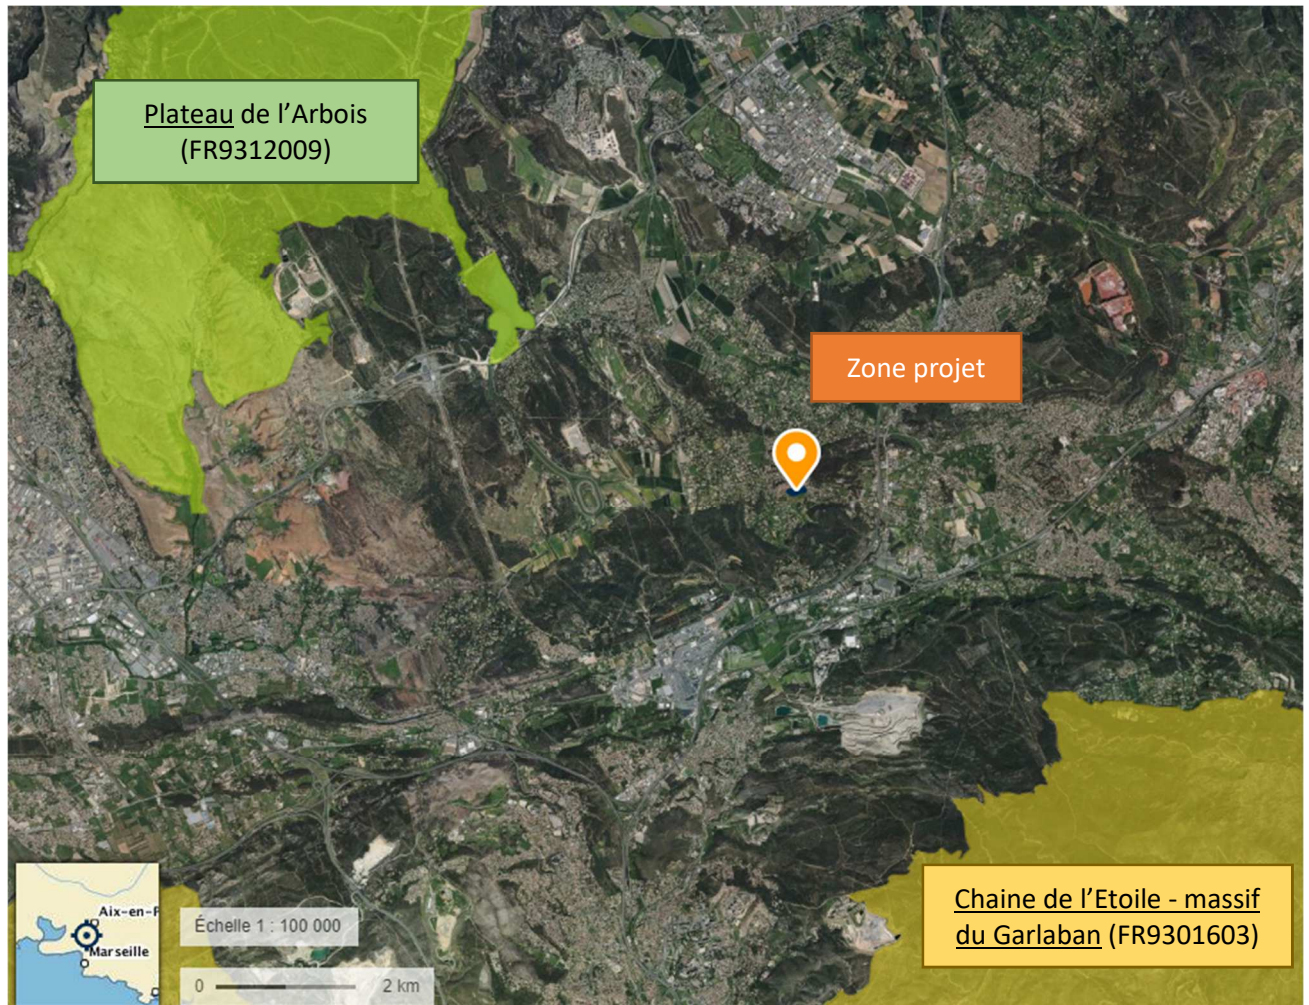 Plateau de l’Arbois
(FR9312009)
Zone projet
Chaine de l’Etoile - massif
du Garlaban (FR9301603)
Aix-en-P
Marseille
Échelle 1 : 100 000
0 2 km